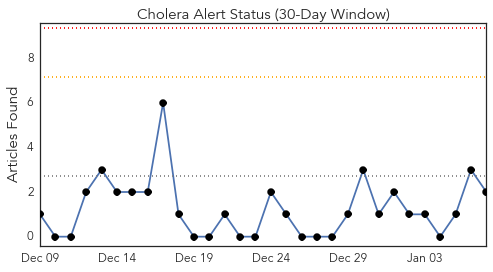 Cholera Alert Status (30-Day Window)
Articles Found
8
6
4
2
0
Dec 09 Dec 14 Dec 19 Dec 24 Dec 29 Jan 03